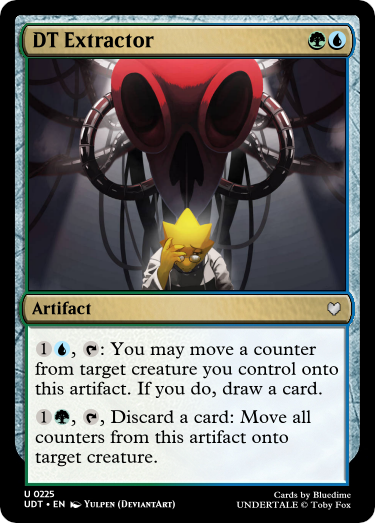 DT Extractor
Artifact
1, : You may move a counter
from target creature you control onto
this artifact. If you do, draw a card.
1, , Discard a card: Move all
counters from this artifact onto
target creature.
U 0225
UDT • EN YULPEN (DEVIANTART)
Cards by Bluedime
UNDERTALE © Toby Fox